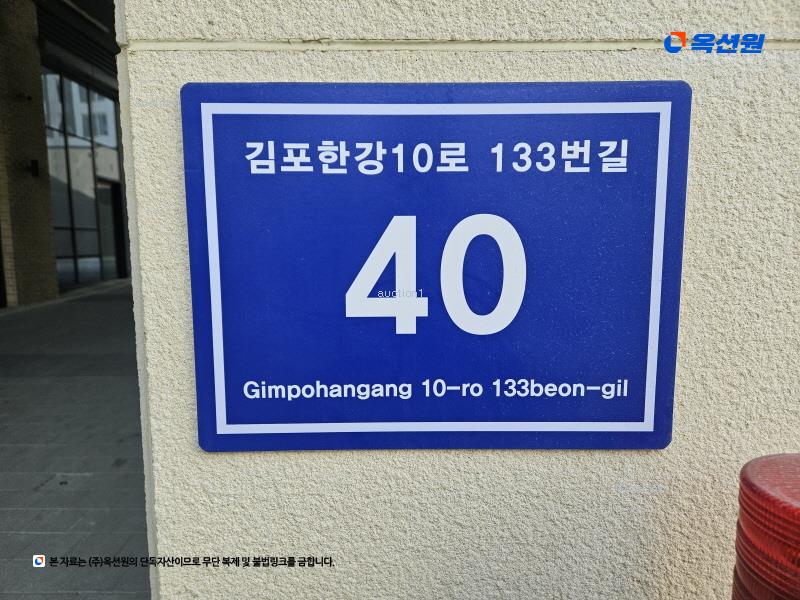 옥션원
김포한강10로 133번길
40
auction1
Gimpohangang 10-ro 133beon-gil
본 자료는 (주)옥션원의 단독자산이므로 무단 복제 및 불법링크를 금합니다.